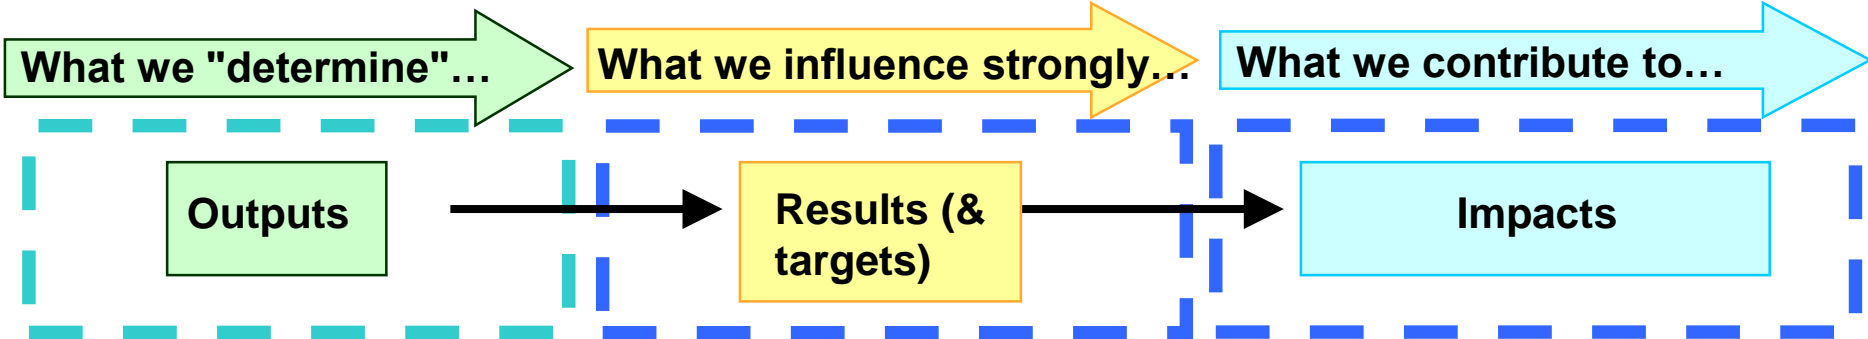 What we "determine"…
What we influence strongly…
What we contribute to…
Outputs
Results (&
targets)
Impacts